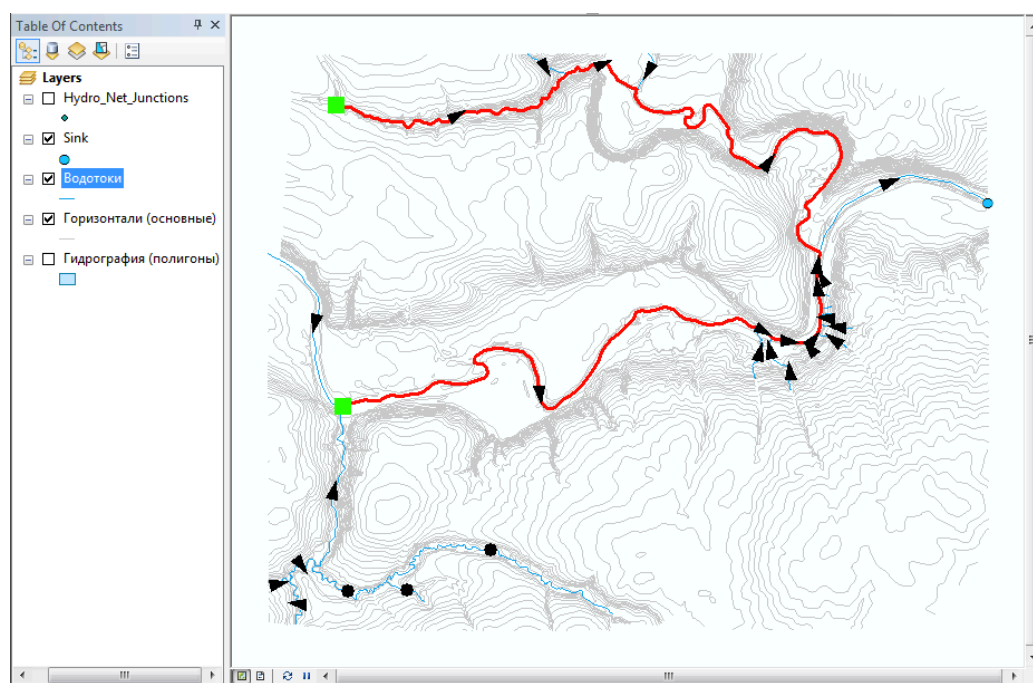 Table Of Contents
Layers
Hydro_Net_Junctions
Sink
Водотоки
Горизонтали (основные)
Гидрография (полигоны)